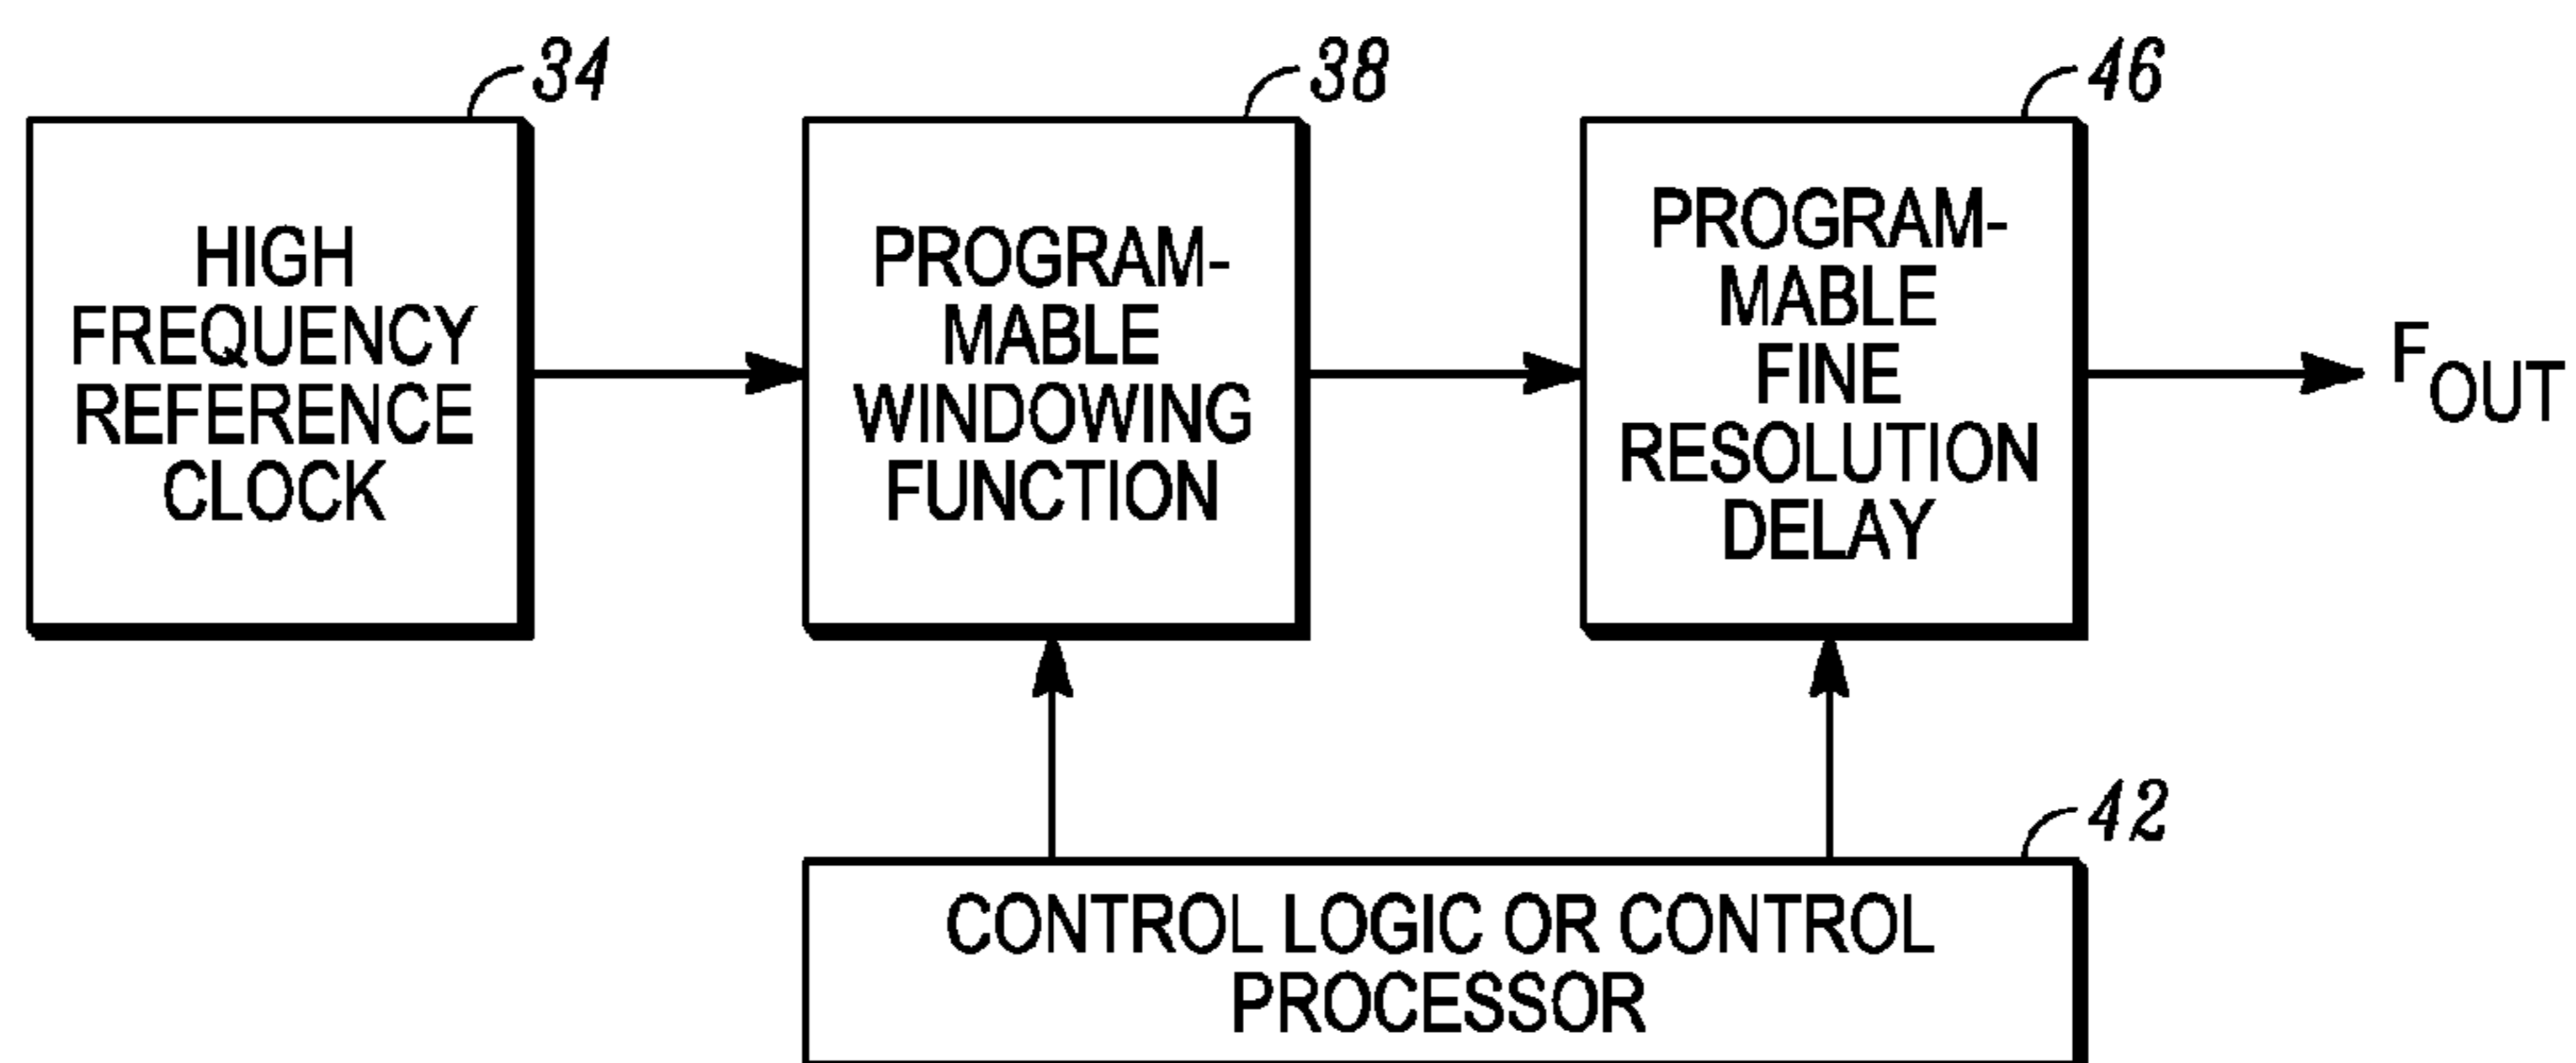 34
HIGH
FREQUENCY
REFERENCE
CLOCK
38
PROGRAM-
MABLE
WINDOWING
FUNCTION
46
PROGRAM-
MABLE
FINE
RESOLUTION
DELAY
FOUT
42
CONTROL LOGIC OR CONTROL
PROCESSOR